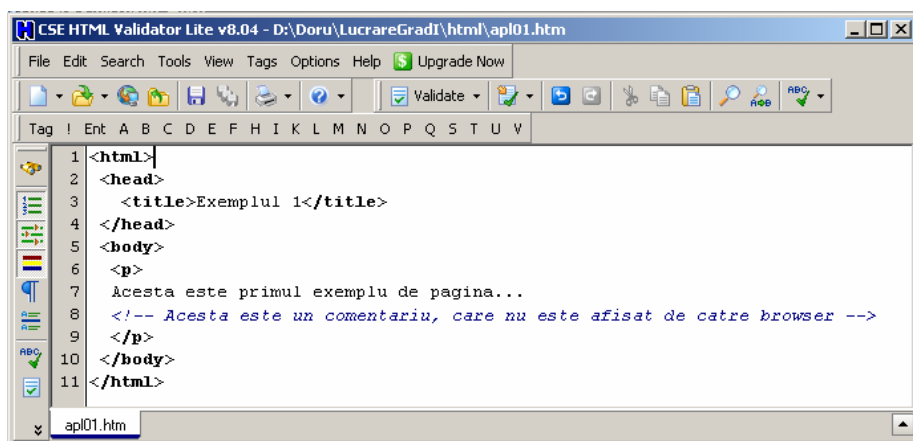 CSE HTML Validator Lite v8.04 - D:\Doru\LucrareGradI\html\apl01.htm
File Edit Search Tools View Tags Options Help $ Upgrade Now
Validate
Tag ! Ent A B C D E F H I K L M N O P Q S T U V
1 <html>
2 <head>
3 <title>Exemplul 1</title>
4 </head>
5 <body>
6 <p>
7 Acesta este primul exemplu de pagina...
8 <!-- Acesta este un comentariu, care nu este afisat de catre browser -->
9 </p>
10 </body>
11 </html>
apl01.htm